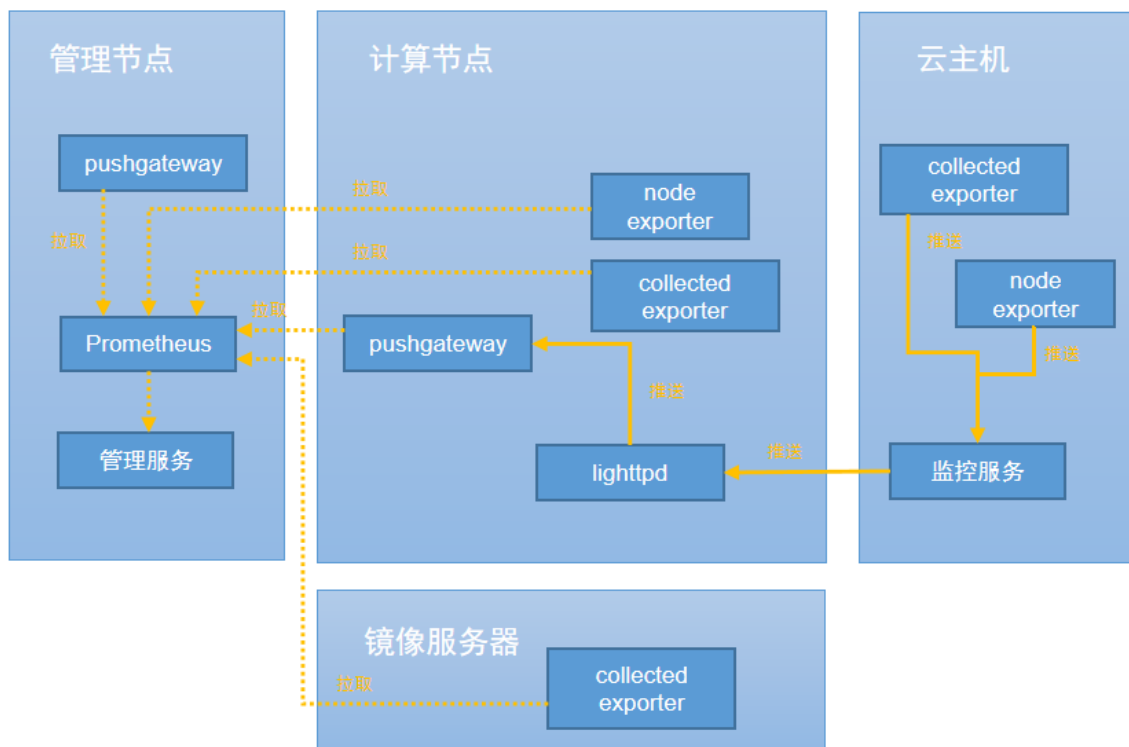 管理节点
计算节点
云主机
pushgateway
拉取
拉取
node
exporter
拉取
collected
exporter
collected
exporter
推送
node
exporter
推送
拉取
Prometheus
pushgateway
推送
管理服务
lighttpd
推送
监控服务
镜像服务器
拉取
collected
exporter